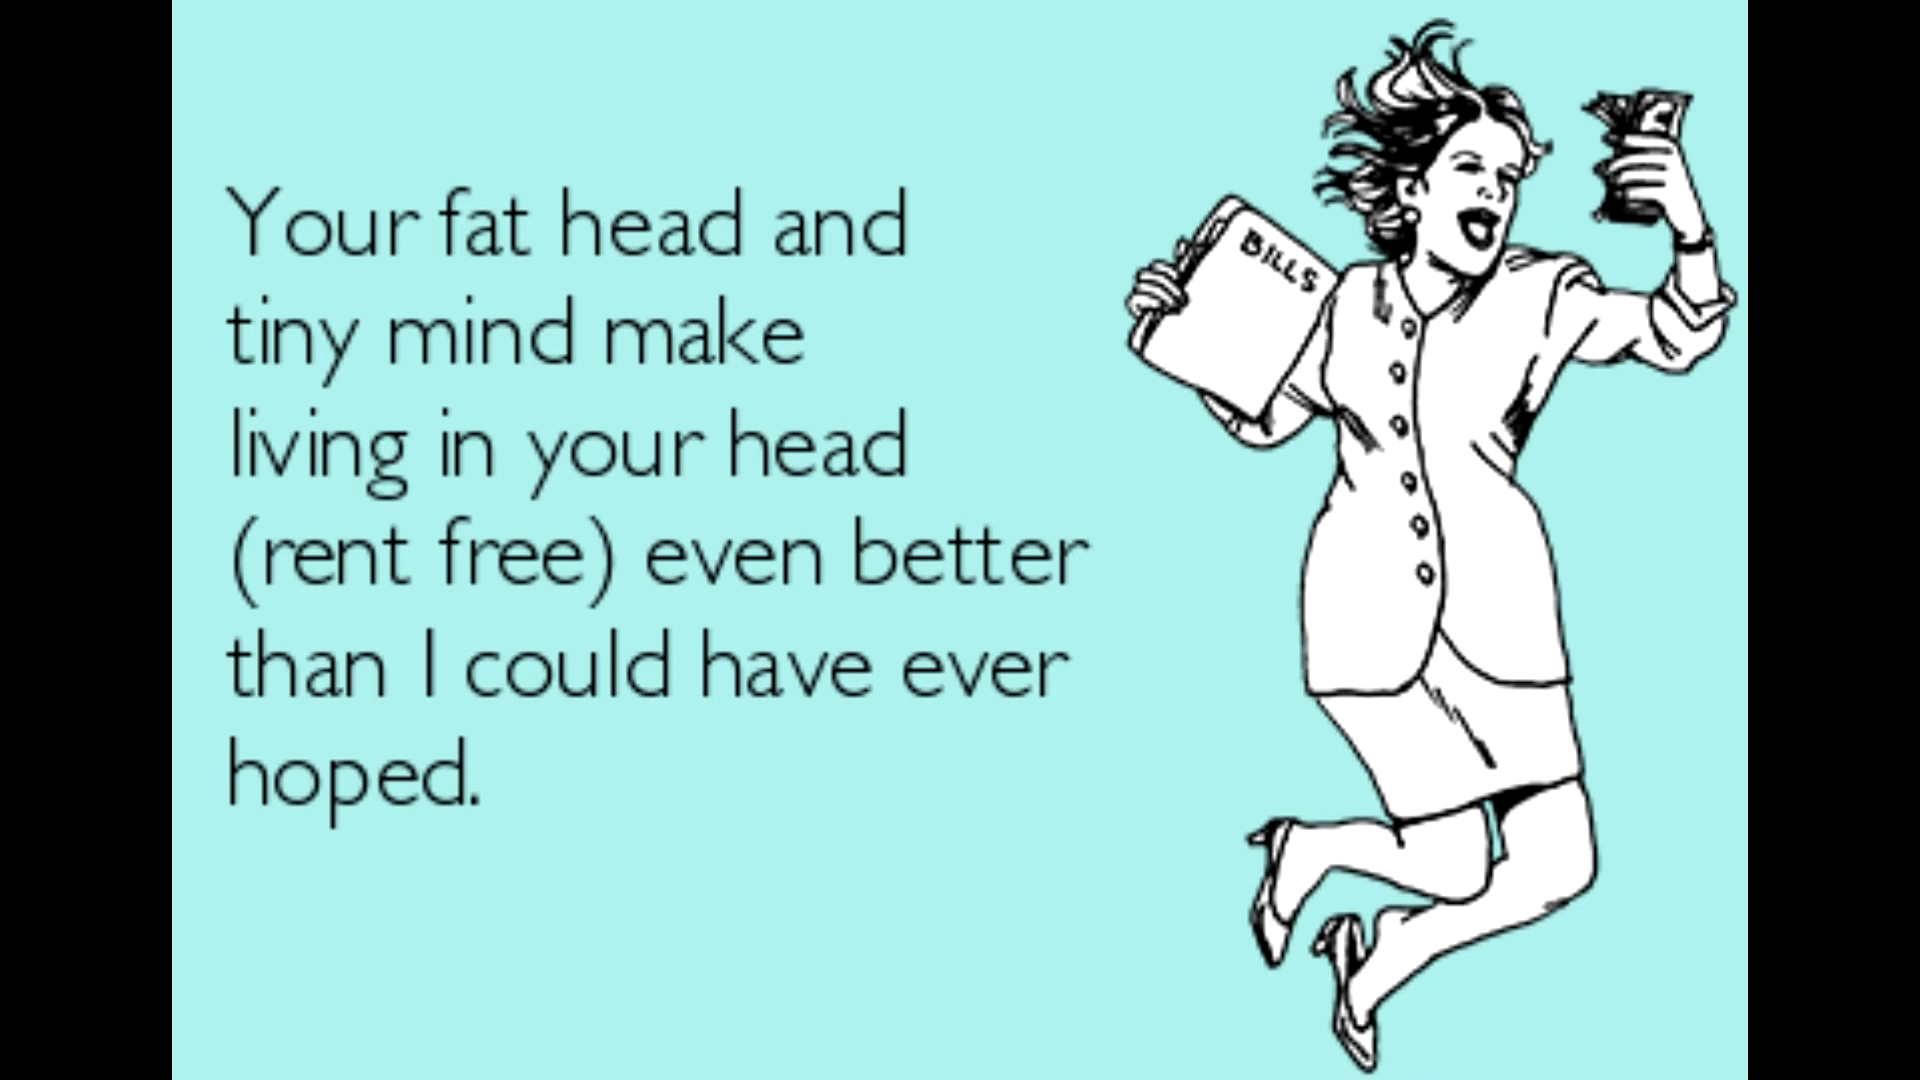 Your fat head and
tiny mind make
living in your head
(rent free) even better
than I could have ever
hoped.
BILLS